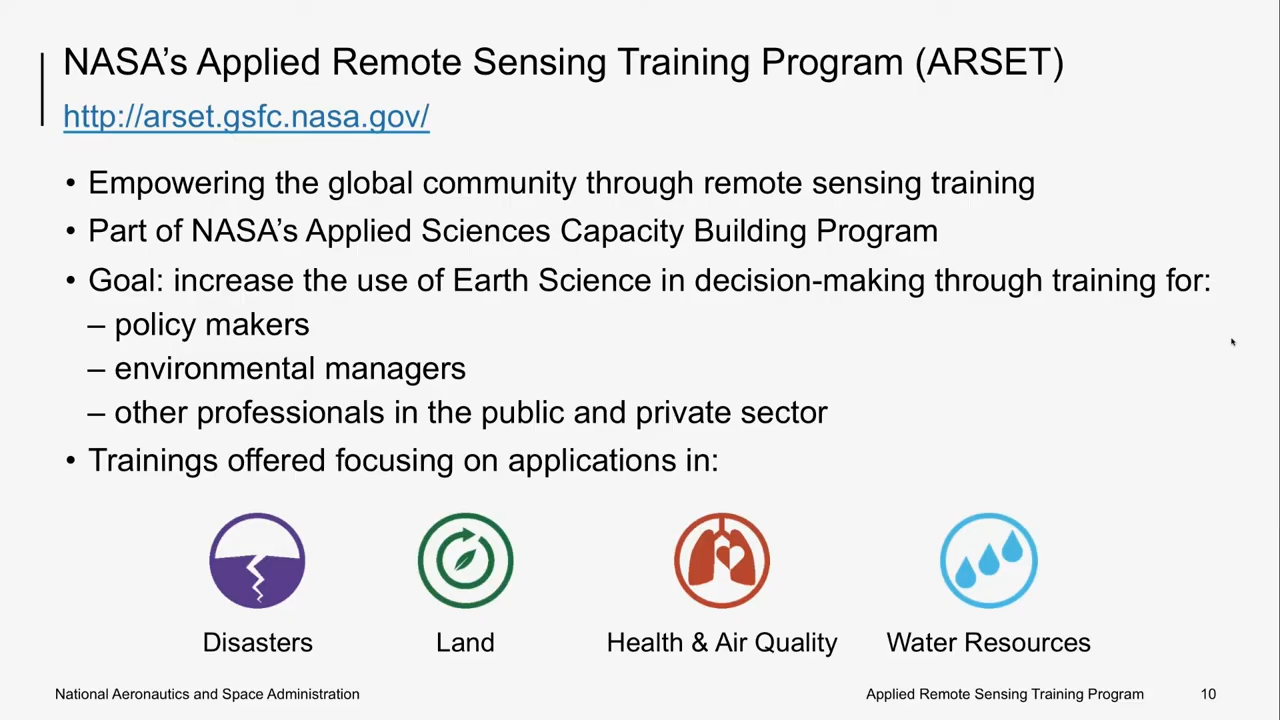 NASA’s Applied Remote Sensing Training Program (ARSET)
http://arset.gsfc.nasa.gov/
• Empowering the global community through remote sensing training
• Part of NASA’s Applied Sciences Capacity Building Program
• Goal: increase the use of Earth Science in decision-making through training for:
– policy makers
– environmental managers
– other professionals in the public and private sector
• Trainings offered focusing on applications in:
Disasters
Land
Health & Air Quality
Water Resources
National Aeronautics and Space Administration
Applied Remote Sensing Training Program
10